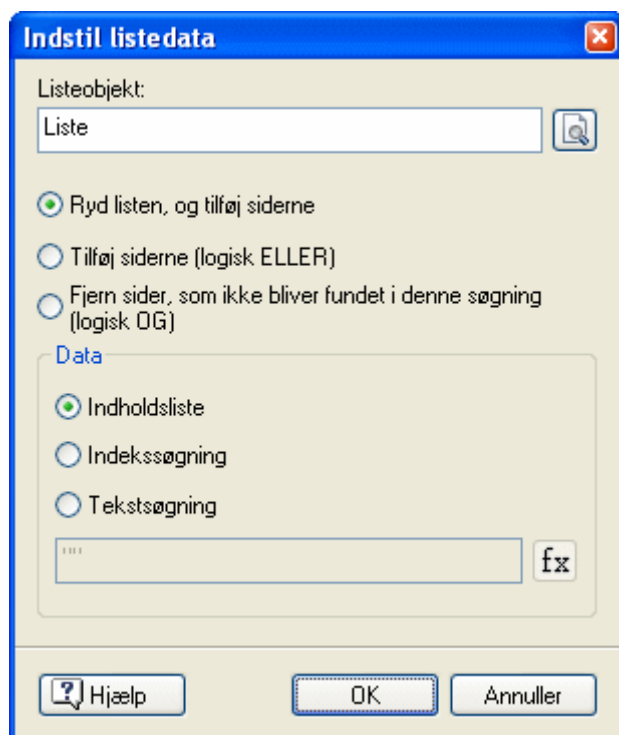 Indstil listedata
Listeobjekt:
Liste
Ryd listen, og tilføj siderne
Tilføj siderne (logisk ELLER)
Fjern sider, som ikke bliver fundet i denne søgning
(logisk OG)
Data
Indholdsliste
Indekssøgning
Tekstsøgning
""
fx
Hjælp
OK
Annuller